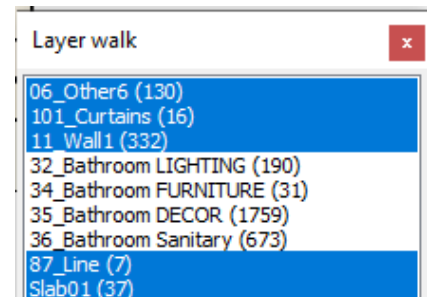 Layer walk
x
06_Other6 (130)
101_Curtains (16)
11_Wall1 (332)
32_Bathroom LIGHTING (190)
34_Bathroom FURNITURE (31)
35_Bathroom DECOR (1759)
36_Bathroom Sanitary (673)
87_Line (7)
Slab01 (37)